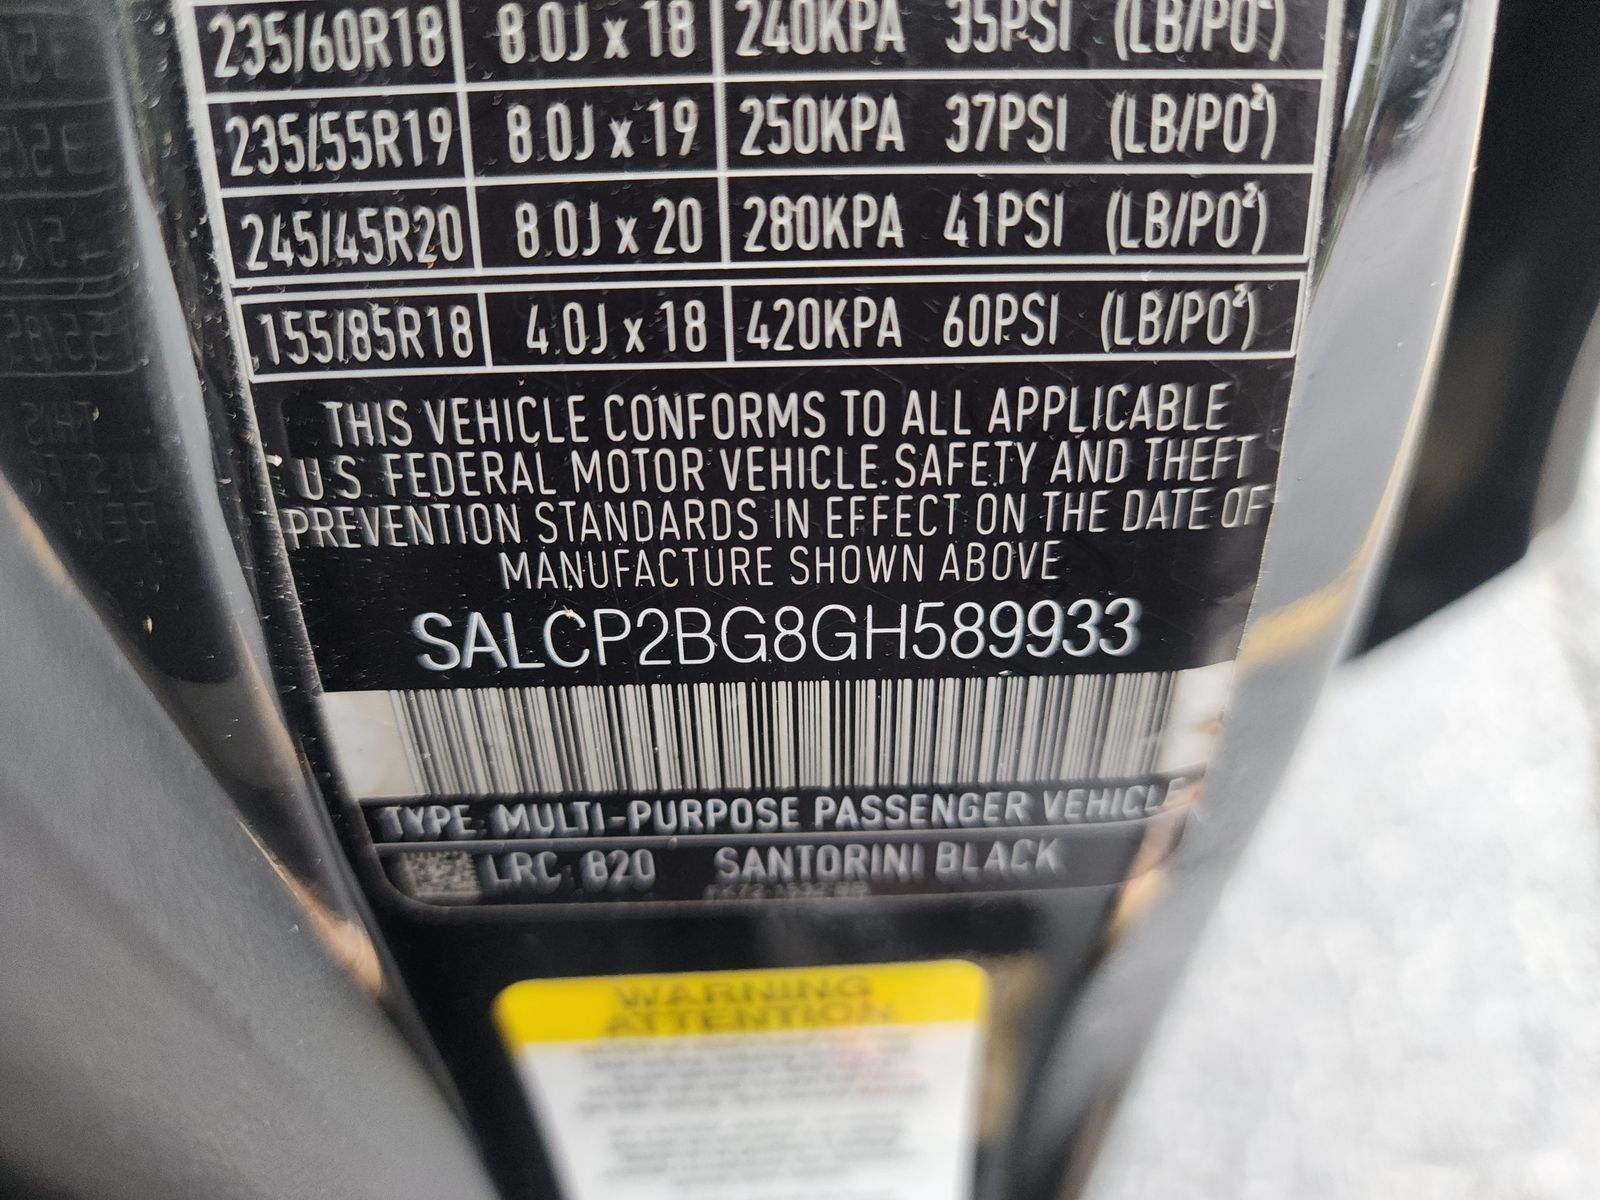 235/60R18 8.0J x 18 240KPA 35PSI (LB/PO²)
235/55R19 8.0J x 19 250KPA 37PSI (LB/PO²)
245/45R20 8.0J x 20 280KPA 41PSI (LB/PO²)
155/85R18 4.0J x 18 420KPA 60PSI (LB/PO²)
THIS VEHICLE CONFORMS TO ALL APPLICABLE
U.S. FEDERAL MOTOR VEHICLE SAFETY AND THEFT
PREVENTION STANDARDS IN EFFECT ON THE DATE OF
MANUFACTURE SHOWN ABOVE
SALCP2BG8GH589933
TYPE: MULTI-PURPOSE PASSENGER VEHICLE
LRC: 820 SANTORINI BLACK
WARNING
ATTENTION